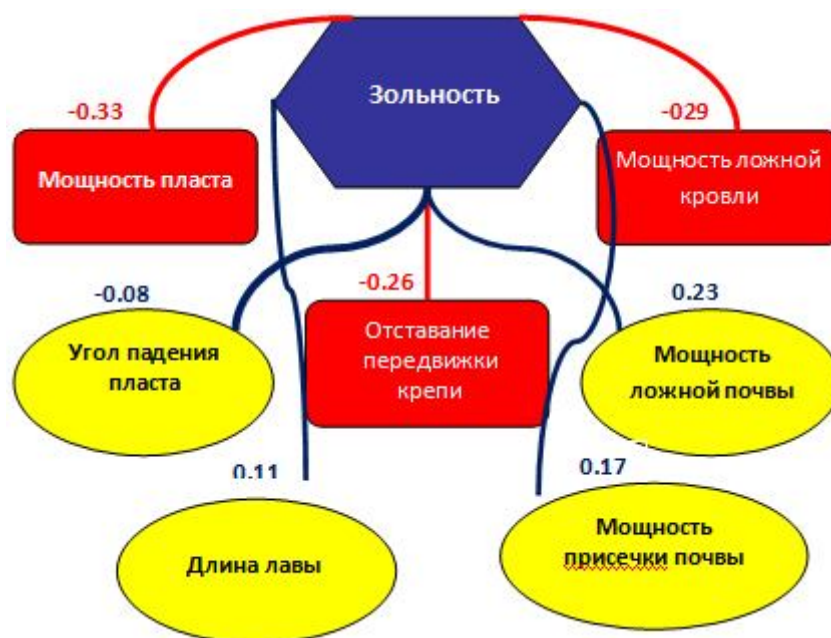 Зольность
-0.33
-029
Мощность пласта
Мощность ложной
кровли
-0.08
-0.26
0.23
Угол падения
пласта
Отставание
передвижки
крепи
Мощность
ложной почвы
0.11
0.17
Длина лавы
Мощность
присечки почвы